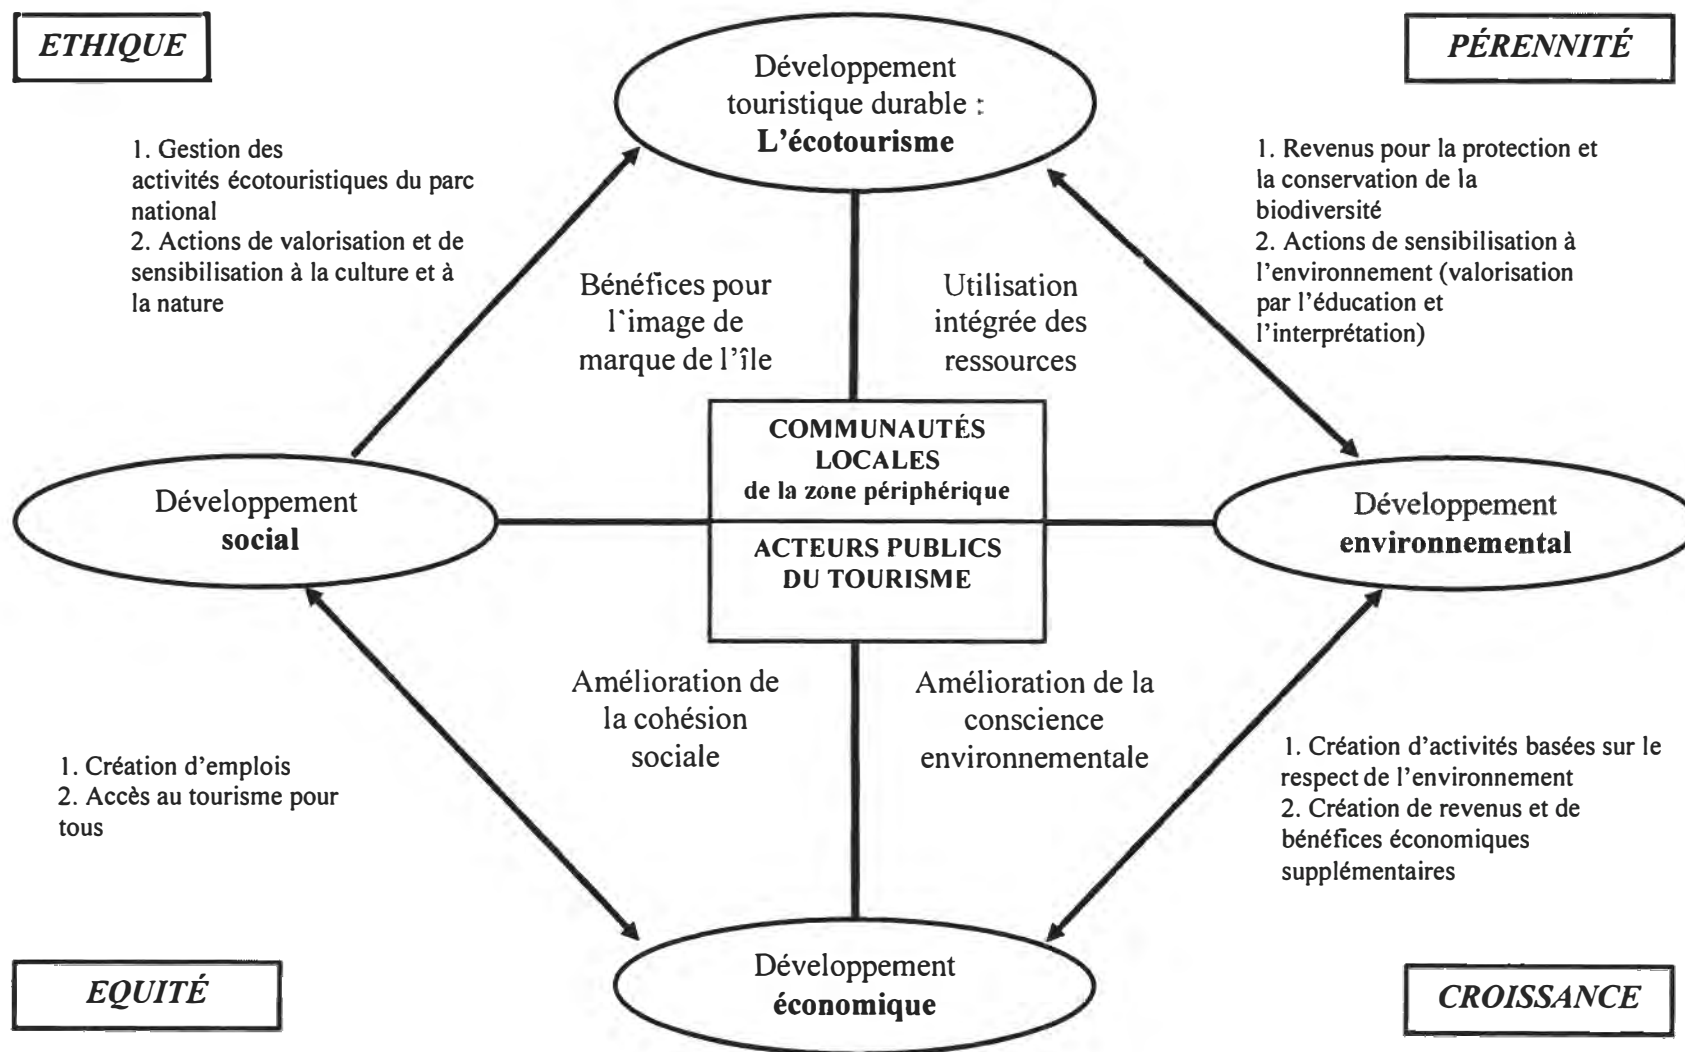 ETHIQUE
PÉRENNITÉ
Développement
touristique durable :
L'écotourisme
1. Gestion des
activités écotouristiques du parc
national
2. Actions de valorisation et de
sensibilisation à la culture et à
la nature
1. Revenus pour la protection et
la conservation de la
biodiversité
2. Actions de sensibilisation à
l'environnement (valorisation
par l'éducation et
l'interprétation)
Bénéfices pour
l'image de
marque de l'île
Utilisation
intégrée des
ressources
COMMUNAUTÉS
LOCALES
de la zone périphérique
Développement
social
Développement
environnemental
ACTEURS PUBLICS
DU TOURISME
Amélioration de
la cohésion
sociale
Amélioration de la
conscience
environnementale
1. Création d'emplois
2. Accès au tourisme pour
tous
1. Création d'activités basées sur le
respect de l'environnement
2. Création de revenus et de
bénéfices économiques
supplémentaires
Développement
économique
EQUITÉ
CROISSANCE